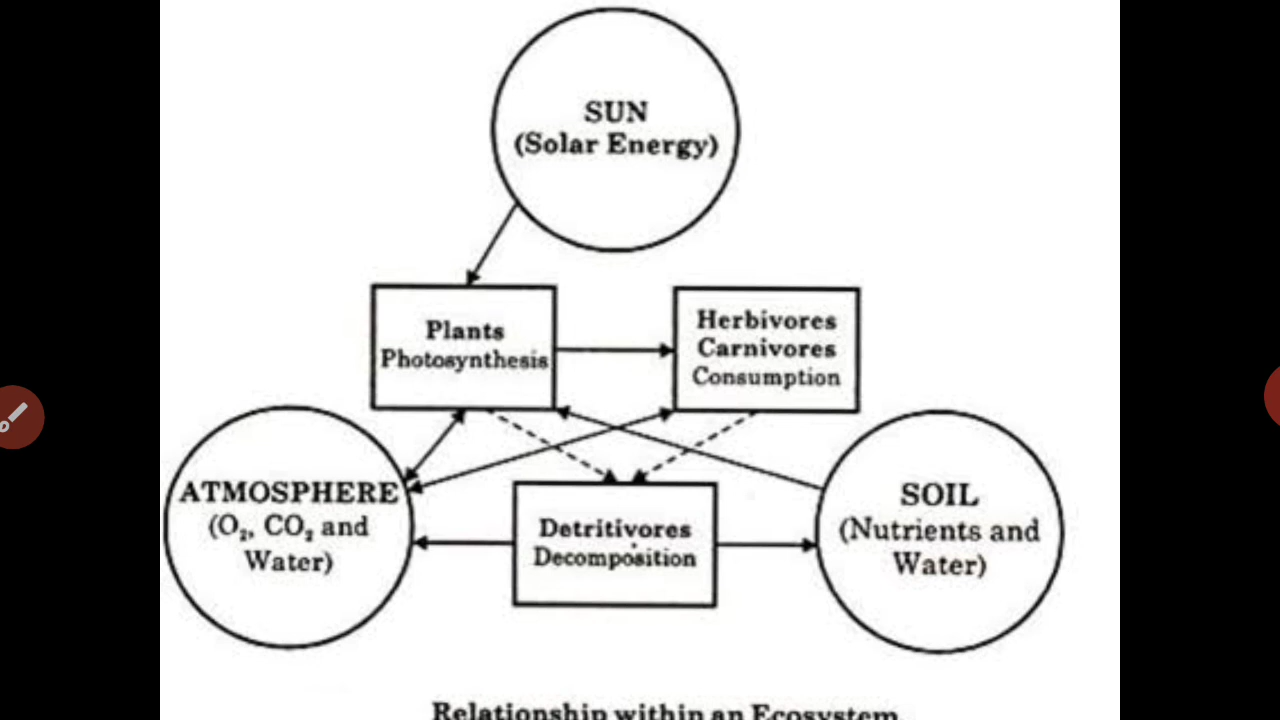 SUN
(Solar Energy)
Plants
Photosynthesis
Herbivores
Carnivores
Consumption
ATMOSPHERE
(O₂, CO₂ and
Water)
Detritivores
Decomposition
SOIL
(Nutrients and
Water)
Relationship within an Ecosystem